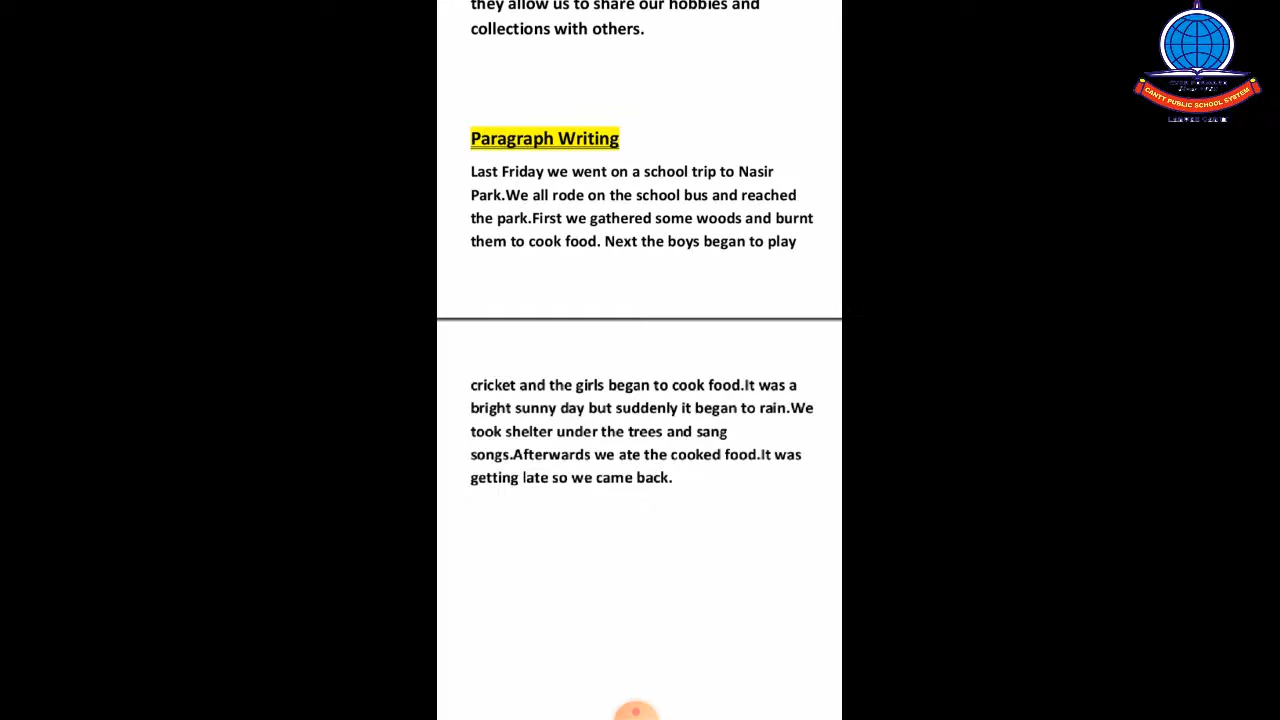 they allow us to share our hobbies and
collections with others.
Paragraph Writing
Last Friday we went on a school trip to Nasir
Park.We all rode on the school bus and reached
the park.First we gathered some woods and burnt
them to cook food. Next the boys began to play
cricket and the girls began to cook food.It was a
bright sunny day but suddenly it began to rain.We
took shelter under the trees and sang
songs.Afterwards we ate the cooked food.It was
getting late so we came back.
CANTT PUBLIC SCHOOL SYSTEM